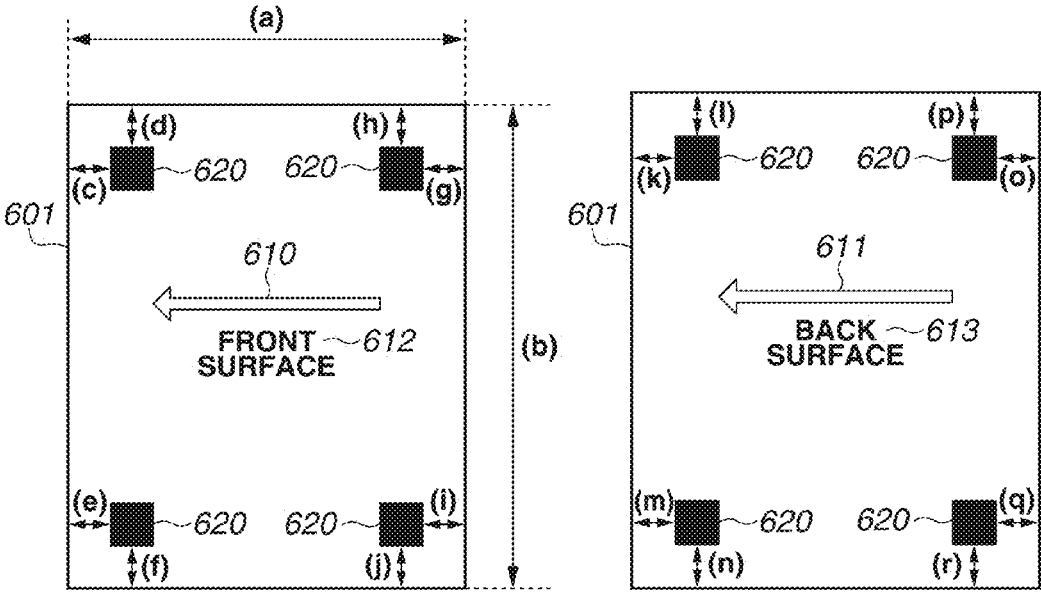 (a)
(d) (h) (l) (p)
620 620 620 620
(c) (g) (k) (o)
601 601
610 611
FRONT 612 (b) BACK 613
SURFACE SURFACE
(e) (i) (m) (q)
620 620 620 620
(f) (j) (n) (r)